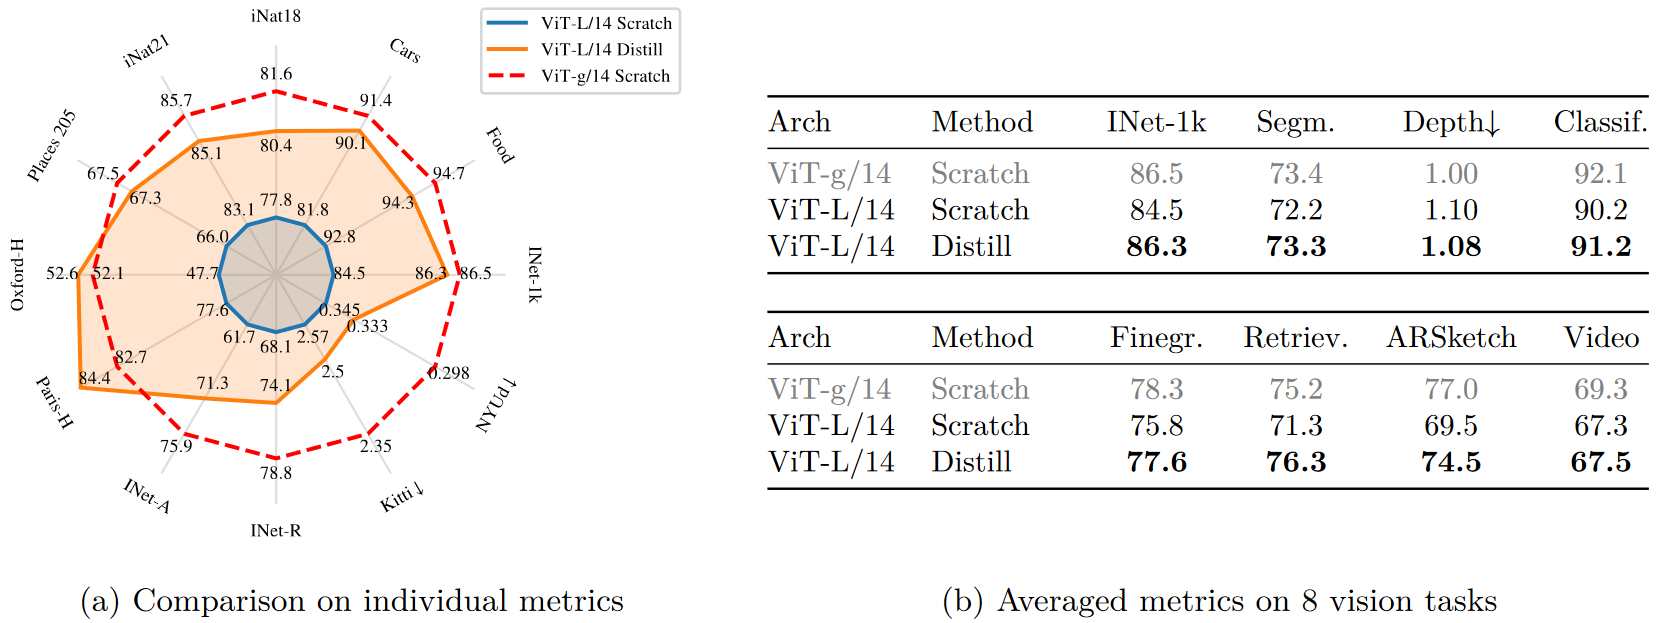 iNat18
ViT-L/14 Scratch
ViT-L/14 Distill
ViT-g/14 Scratch
iNat21
Cars
81.6
85.7
91.4
Places 205
Food
80.4
90.1
85.1
67.5
94.7
67.3
94.3
77.8
83.1
81.8
66.0
92.8
Oxford-H
52.6
52.1
47.7
84.5
86.3
86.5
INet-1k
77.6
0.345
0.333
61.7
68.1
2.57
82.7
84.4
71.3
74.1
2.5
0.298
Paris-H
NYUd↓
75.9
78.8
2.35
INet-A
Kitti↓
INet-R
(a) Comparison on individual metrics
Arch Method INet-1k Segm. Depth↓ Classif.
ViT-g/14 Scratch 86.5 73.4 1.00 92.1
ViT-L/14 Scratch 84.5 72.2 1.10 90.2
ViT-L/14 Distill 86.3 73.3 1.08 91.2
Arch Method Finegr. Retriev. ARSketch Video
ViT-g/14 Scratch 78.3 75.2 77.0 69.3
ViT-L/14 Scratch 75.8 71.3 69.5 67.3
ViT-L/14 Distill 77.6 76.3 74.5 67.5
(b) Averaged metrics on 8 vision tasks